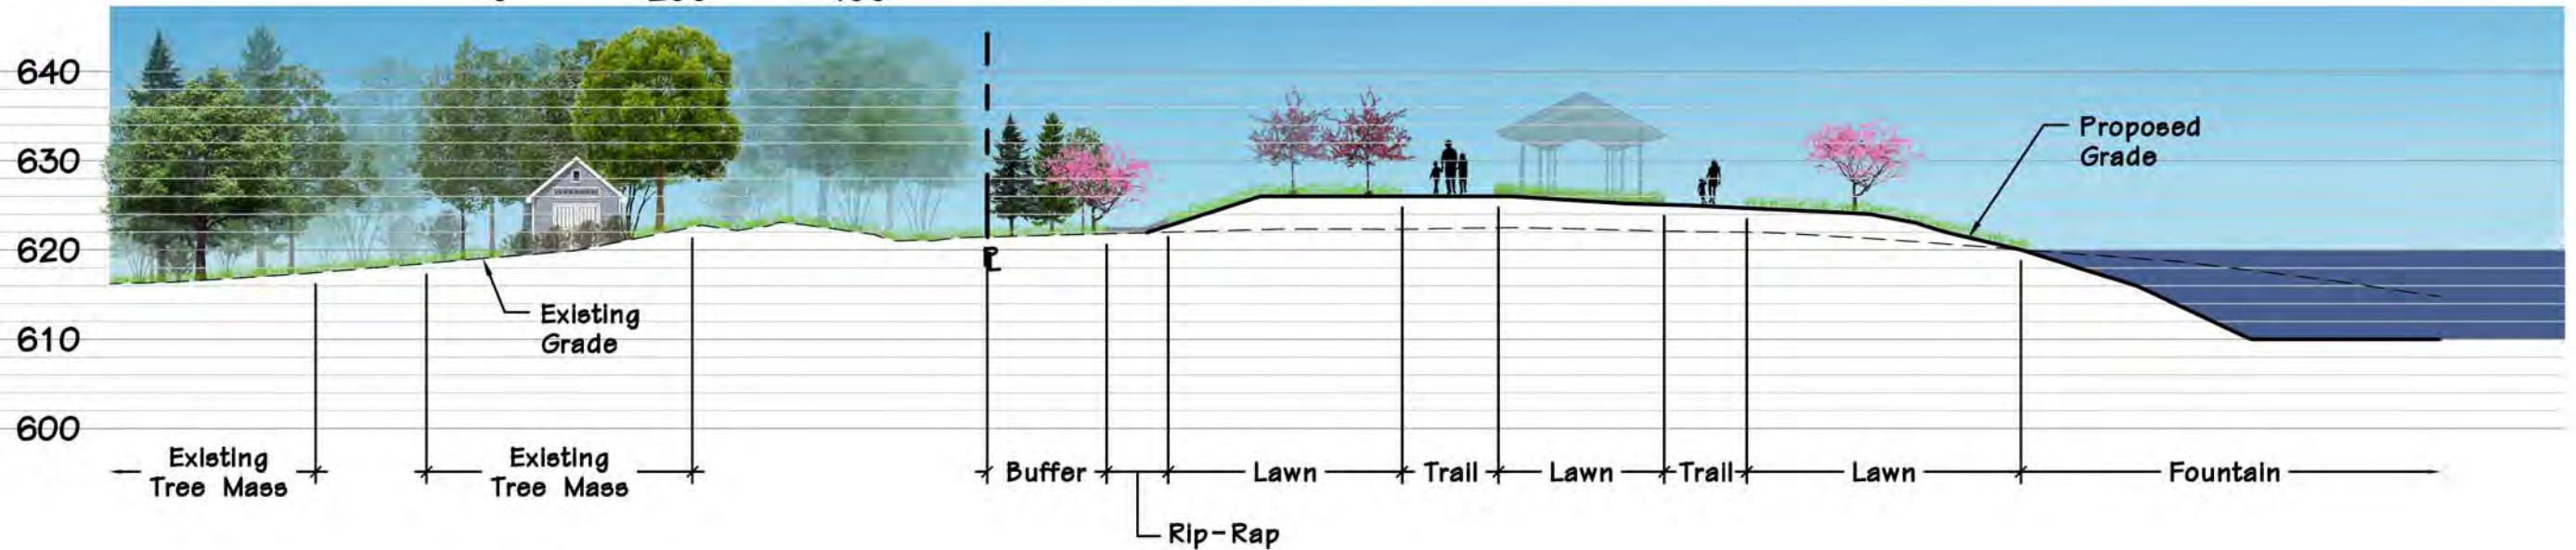 640
630
620
610
600
Proposed
Grade
PL
Existing
Grade
Existing
Tree Mass
Existing
Tree Mass
Buffer
Lawn
Trail
Lawn
Trail
Lawn
Fountain
Rip-Rap